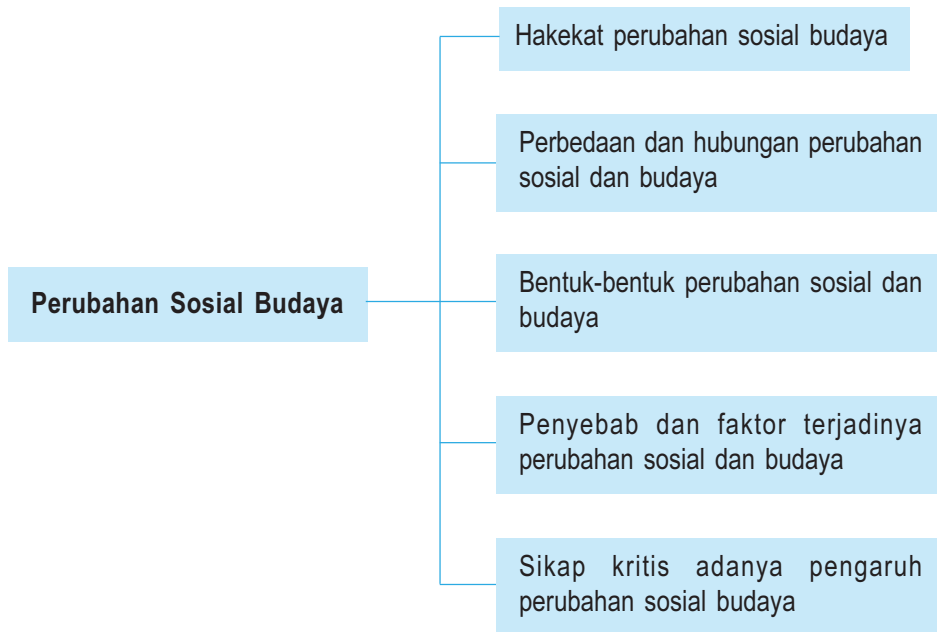 Hakekat perubahan sosial budaya
Perbedaan dan hubungan perubahan
sosial dan budaya
Perubahan Sosial Budaya
Bentuk-bentuk perubahan sosial dan
budaya
Penyebab dan faktor terjadinya
perubahan sosial dan budaya
Sikap kritis adanya pengaruh
perubahan sosial budaya